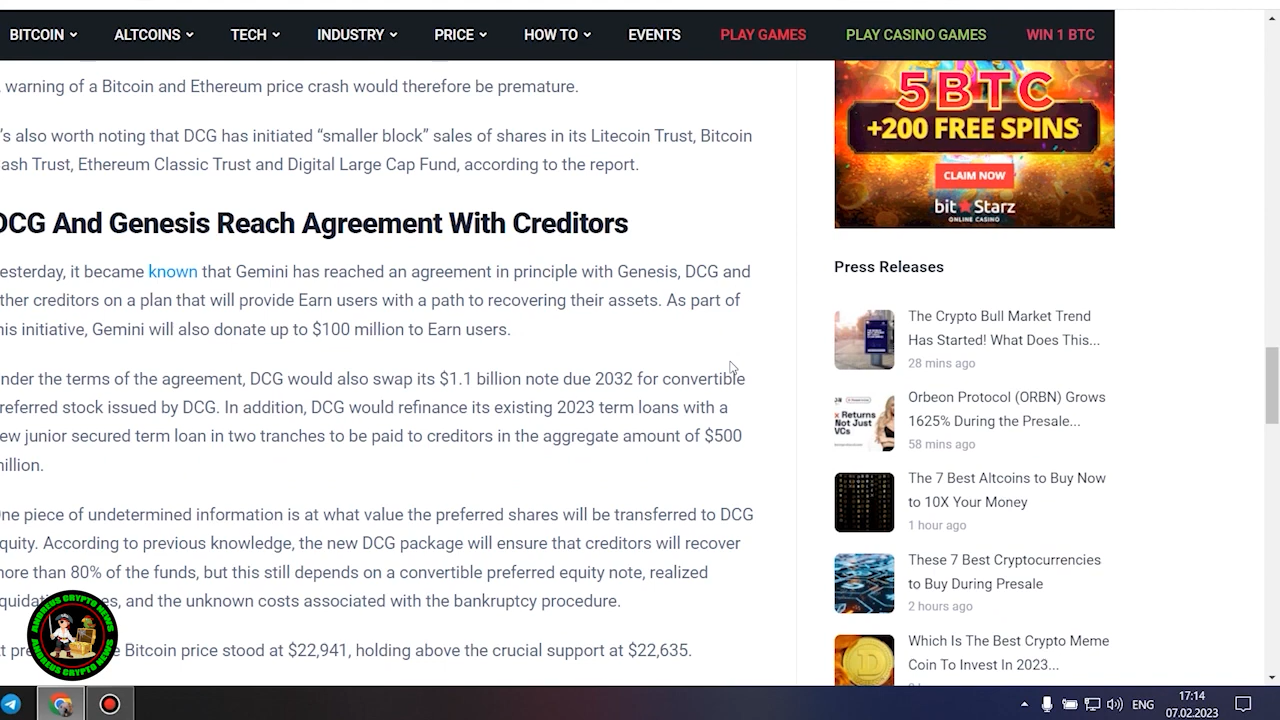 BITCOIN ALTCOINS TECH INDUSTRY PRICE HOW TO EVENTS PLAY GAMES PLAY CASINO GAMES WIN 1 BTC
warning of a Bitcoin and Ethereum price crash would therefore be premature.
's also worth noting that DCG has initiated “smaller block” sales of shares in its Litecoin Trust, Bitcoin
ash Trust, Ethereum Classic Trust and Digital Large Cap Fund, according to the report.
DCG And Genesis Reach Agreement With Creditors
esterday, it became known that Gemini has reached an agreement in principle with Genesis, DCG and
ther creditors on a plan that will provide Earn users with a path to recovering their assets. As part of
his initiative, Gemini will also donate up to $100 million to Earn users.
nder the terms of the agreement, DCG would also swap its $1.1 billion note due 2032 for convertible
referred stock issued by DCG. In addition, DCG would refinance its existing 2023 term loans with a
ew junior secured term loan in two tranches to be paid to creditors in the aggregate amount of $500
illion.
ne piece of undetermined information is at what value the preferred shares will be transferred to DCG
quity. According to previous knowledge, the new DCG package will ensure that creditors will recover
ore than 80% of the funds, but this still depends on a convertible preferred equity note, realized
and the unknown costs associated with the bankruptcy procedure.
Bitcoin price stood at $22,941, holding above the crucial support at $22,635.
ANDREUS CRYPTO NEWS
ANDREUS CRYPTO NEWS
5BTC
+200 FREE SPINS
CLAIM NOW
bitStarz
ONLINE CASINO
Press Releases
The Crypto Bull Market Trend
Has Started! What Does This...
28 mins ago
Returns
Not Just
VCs
Orbeon Protocol (ORBN) Grows
1625% During the Presale...
58 mins ago
The 7 Best Altcoins to Buy Now
to 10X Your Money
1 hour ago
These 7 Best Cryptocurrencies
to Buy During Presale
2 hours ago
Which Is The Best Crypto Meme
Coin To Invest In 2023...
ENG
17:14
07.02.2023